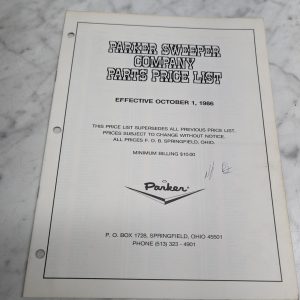 PARKER SWEEPER
COMPANY
PARTS PRICE LIST
EFFECTIVE OCTOBER 1, 1986
THIS PRICE LIST SUPERSEDES ALL PREVIOUS PRICE LIST.
PRICES SUBJECT TO CHANGE WITHOUT NOTICE.
ALL PRICES F. O. B. SPRINGFIELD, OHIO.
MINIMUM BILLING $10.00
Parker
P. O. BOX 1728, SPRINGFIELD, OHIO 45501
PHONE (513) 323 - 4901